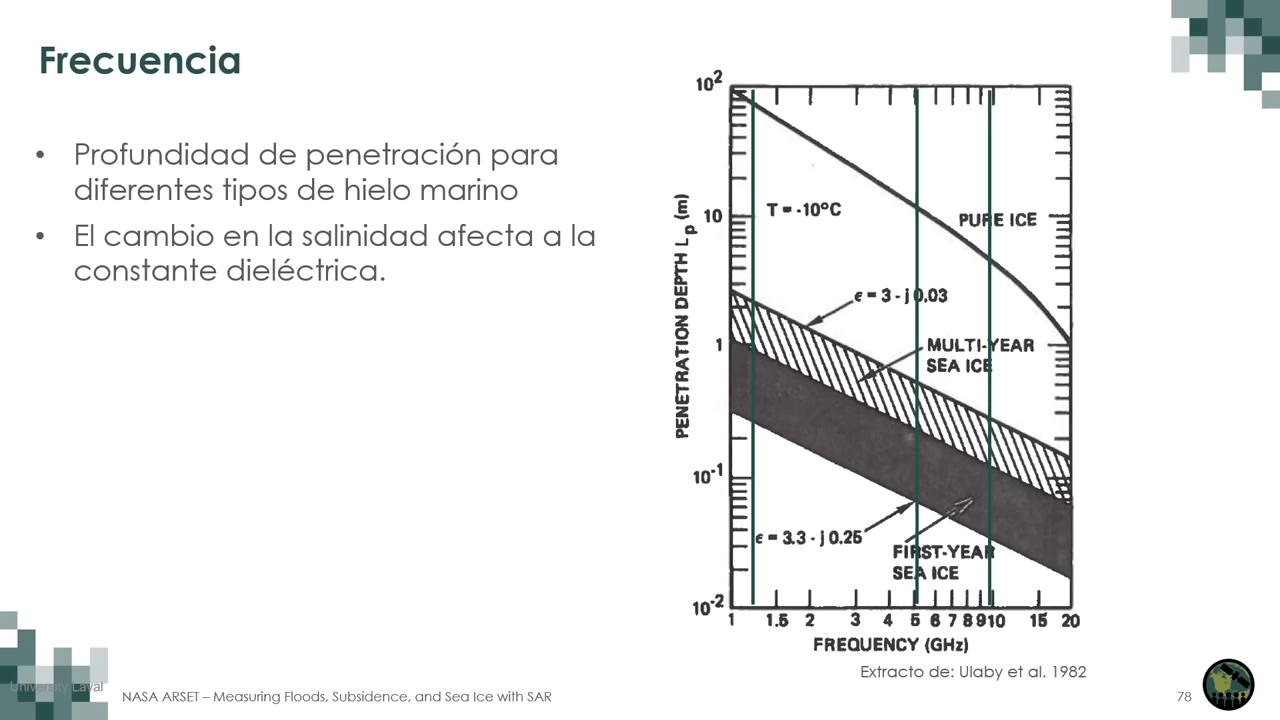 Frecuencia
• Profundidad de penetración para
diferentes tipos de hielo marino
• El cambio en la salinidad afecta a la
constante dieléctrica.
PENETRATION DEPTH Lp (m)
10²
10
1
10⁻¹
10⁻²
T = -10°C
PURE ICE
ϵ = 3 - j 0.03
MULTI-YEAR
SEA ICE
ϵ = 3.3 - j 0.25
FIRST-YEAR
SEA ICE
1 1.5 2 3 4 5 6 7 8 9 10 15 20
FREQUENCY (GHz)
Extracto de: Ulaby et al. 1982
University Laval
NASA ARSET – Measuring Floods, Subsidence, and Sea Ice with SAR
78